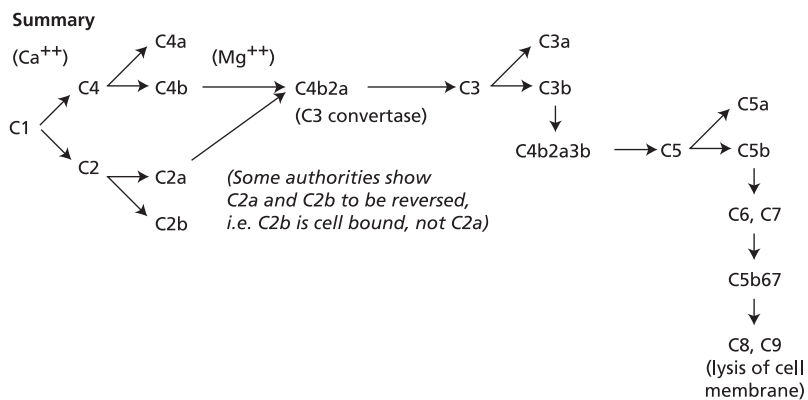 Summary
(Ca++)
C4a
(Mg++)
C3a
C4
C4b
C4b2a
C3
C3b
(C3 convertase)
C5a
C1
C4b2a3b
C5
C5b
C2
C2a
(Some authorities show
C2a and C2b to be reversed,
i.e. C2b is cell bound, not C2a)
C2b
C6, C7
C5b67
C8, C9
(lysis of cell
membrane)